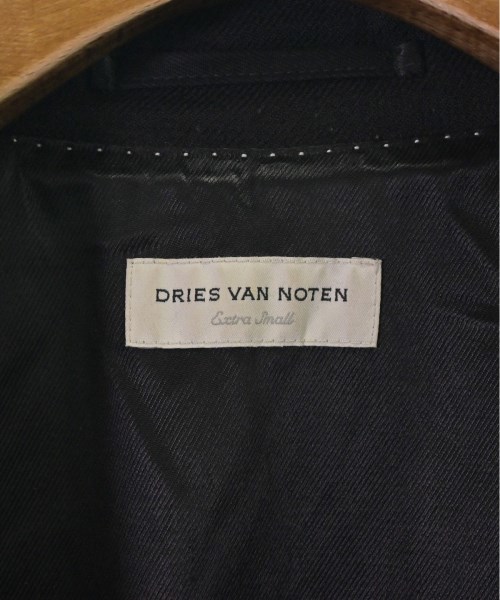 DRIES VAN NOTEN
Extra Small